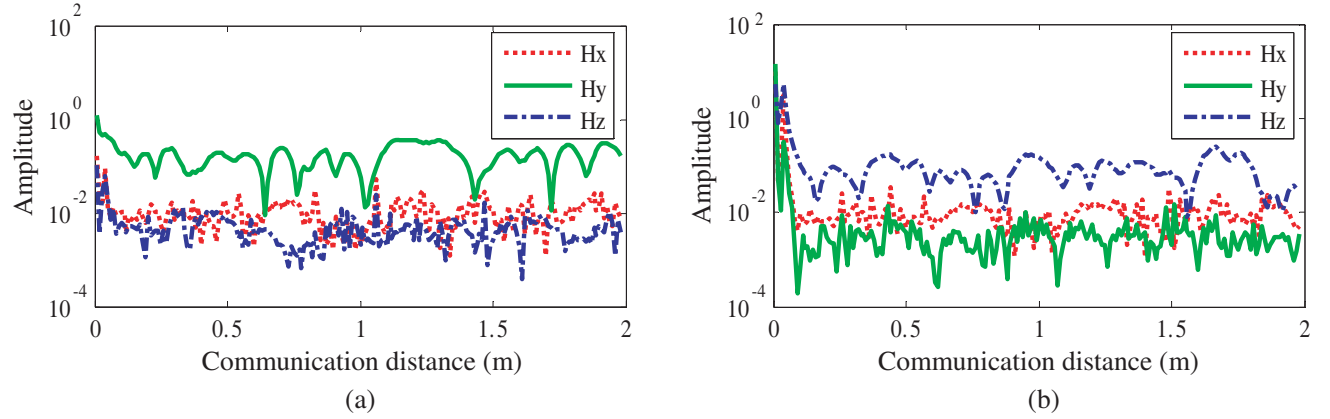 10^2
10^0
10^-2
10^-4
Amplitude
Hx
Hy
Hz
0 0.5 1 1.5 2
Communication distance (m)
(a)
10^2
10^0
10^-2
10^-4
Amplitude
Hx
Hy
Hz
0 0.5 1 1.5 2
Communication distance (m)
(b)